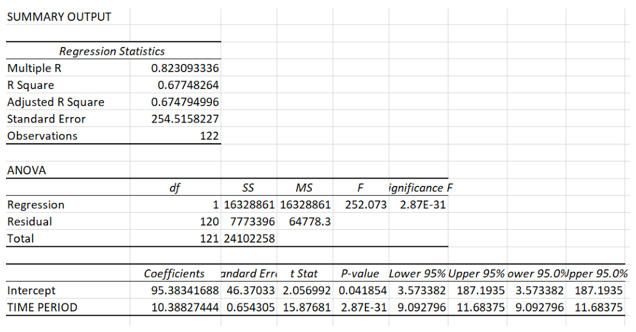 SUMMARY OUTPUT
Regression Statistics
Multiple R 0.823093336
R Square 0.67748264
Adjusted R Square 0.674794996
Standard Error 254.5158227
Observations 122
ANOVA
df SS MS F ignificance F
Regression 1 16328861 16328861 252.073 2.87E-31
Residual 120 7773396 64778.3
Total 121 24102258
Coefficients andard Erro t Stat P-value Lower 95% Upper 95% ower 95.0% Upper 95.0%
Intercept 95.38341688 46.37033 2.056992 0.041854 3.573382 187.1935 3.573382 187.1935
TIME PERIOD 10.38827444 0.654305 15.87681 2.87E-31 9.092796 11.68375 9.092796 11.68375